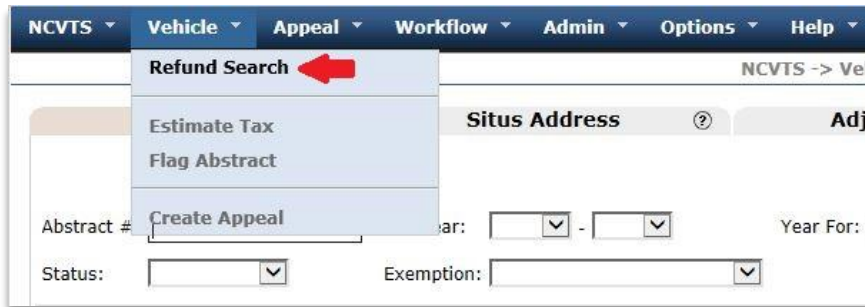 NCVTS Vehicle Appeal Workflow Admin Options Help
Refund Search
NCVTS -> Ve
Situs Address ? Adj
Estimate Tax
Flag Abstract
Create Appeal
Abstract # ear: - Year For:
Status: Exemption: